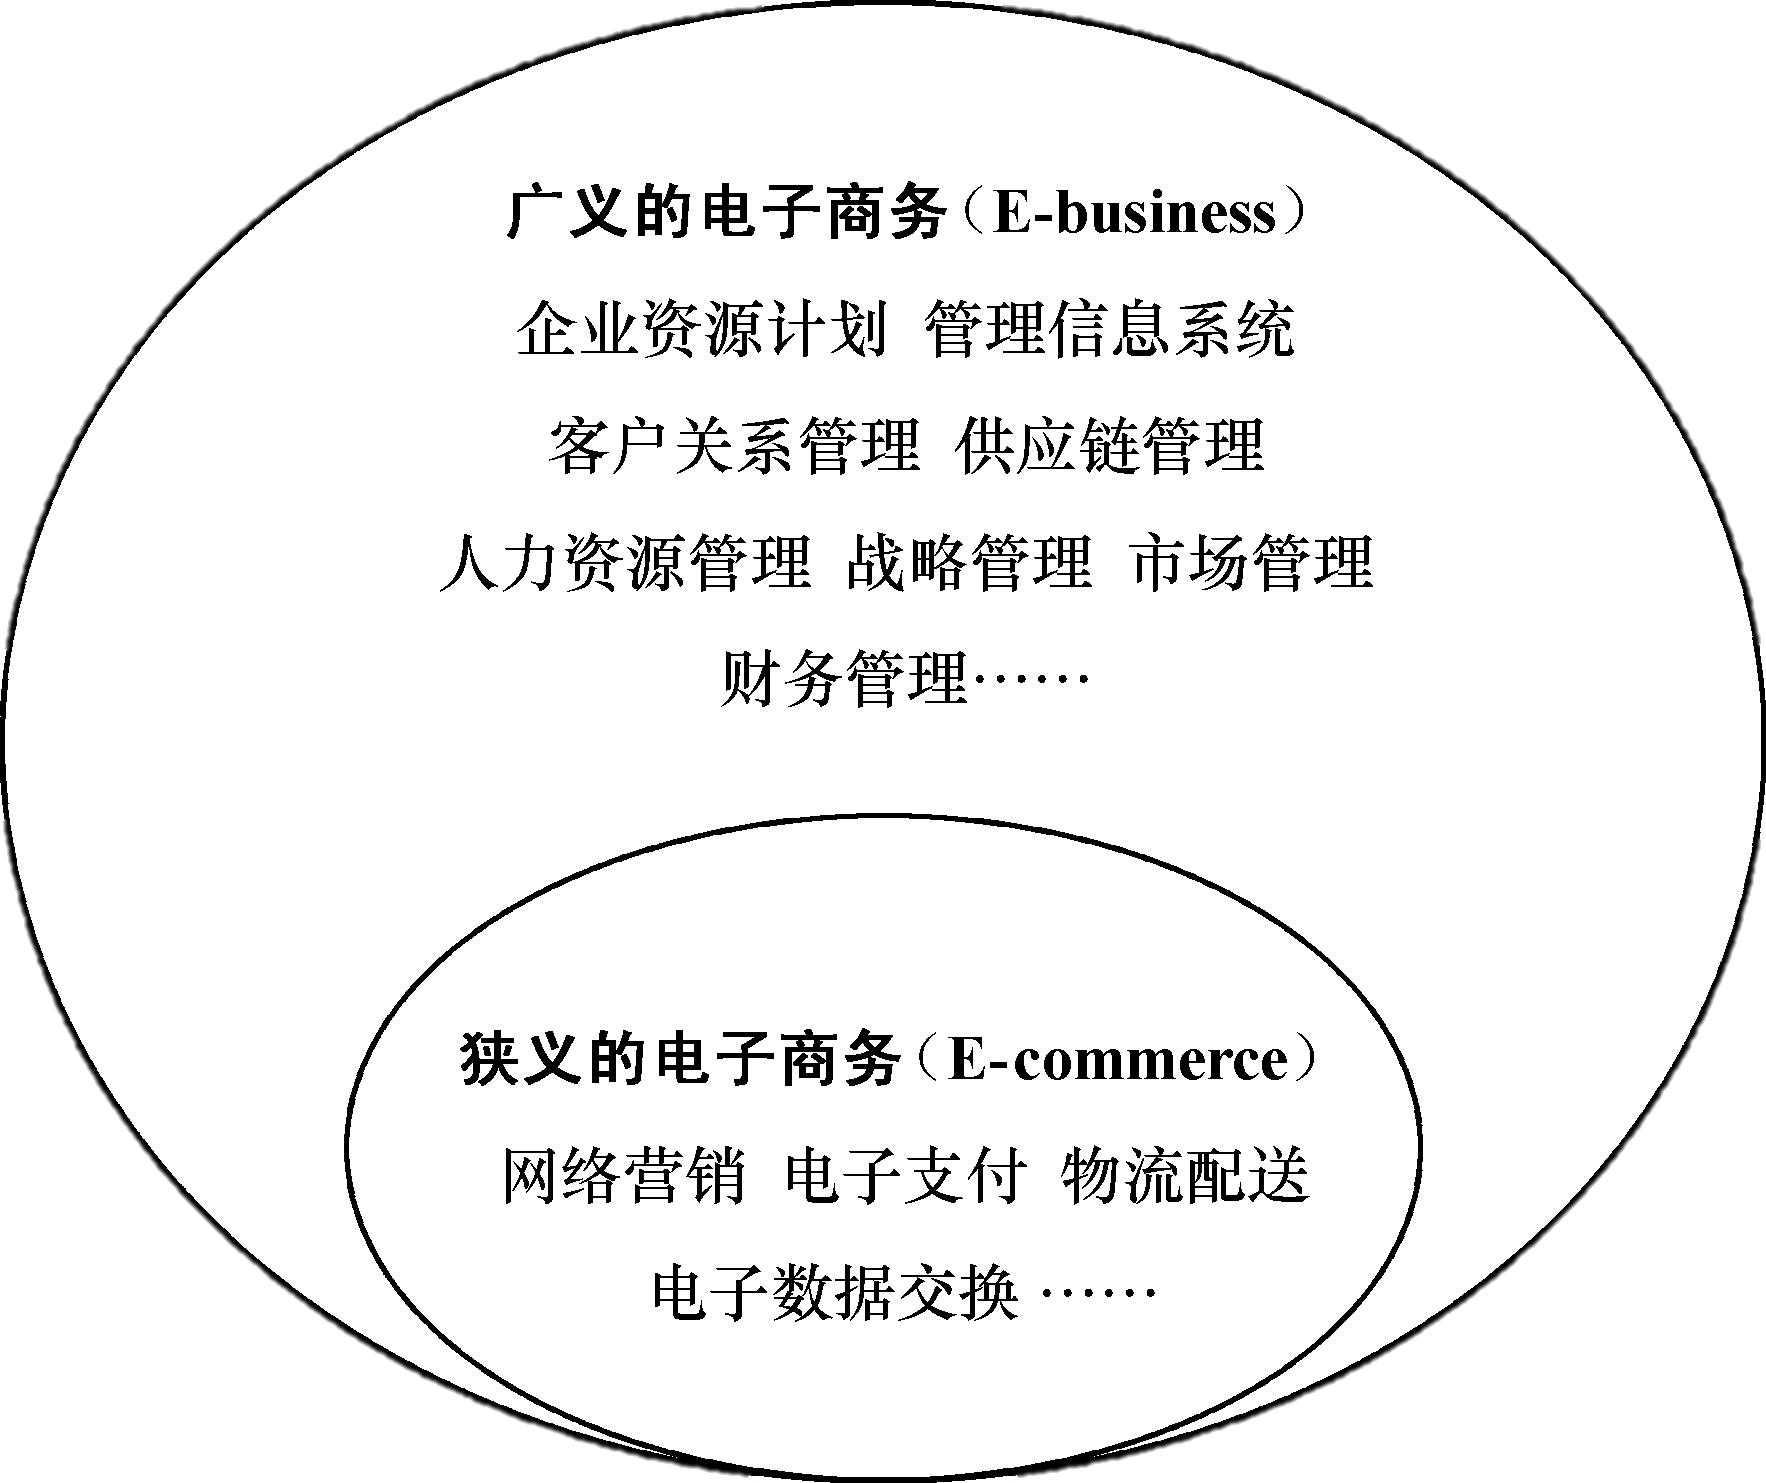 广义的电子商务（E-business）
企业资源计划 管理信息系统
客户关系管理 供应链管理
人力资源管理 战略管理 市场管理
财务管理……
狭义的电子商务（E-commerce）
网络营销 电子支付 物流配送
电子数据交换 ……